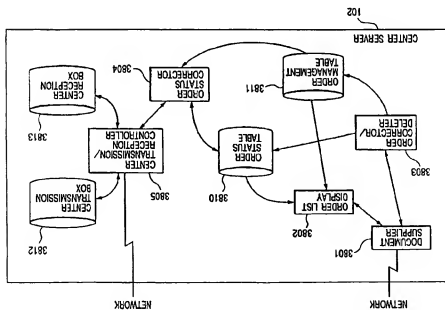 NETWORK
NETWORK
DOCUMENT
SUPPLIER
3801
ORDER LIST
DISPLAY
3802
CENTER TRANSMISSION
BOX
3812
ORDER
CORRECTOR/
DELETER
3803
ORDER
STATUS
TABLE
3810
CENTER
TRANSMISSION/
RECEPTION
CONTROLLER
3805
ORDER
MANAGEMENT
TABLE
3811
ORDER
STATUS
CORRECTOR
3804
CENTER
RECEPTION
BOX
3813
CENTER SERVER
102